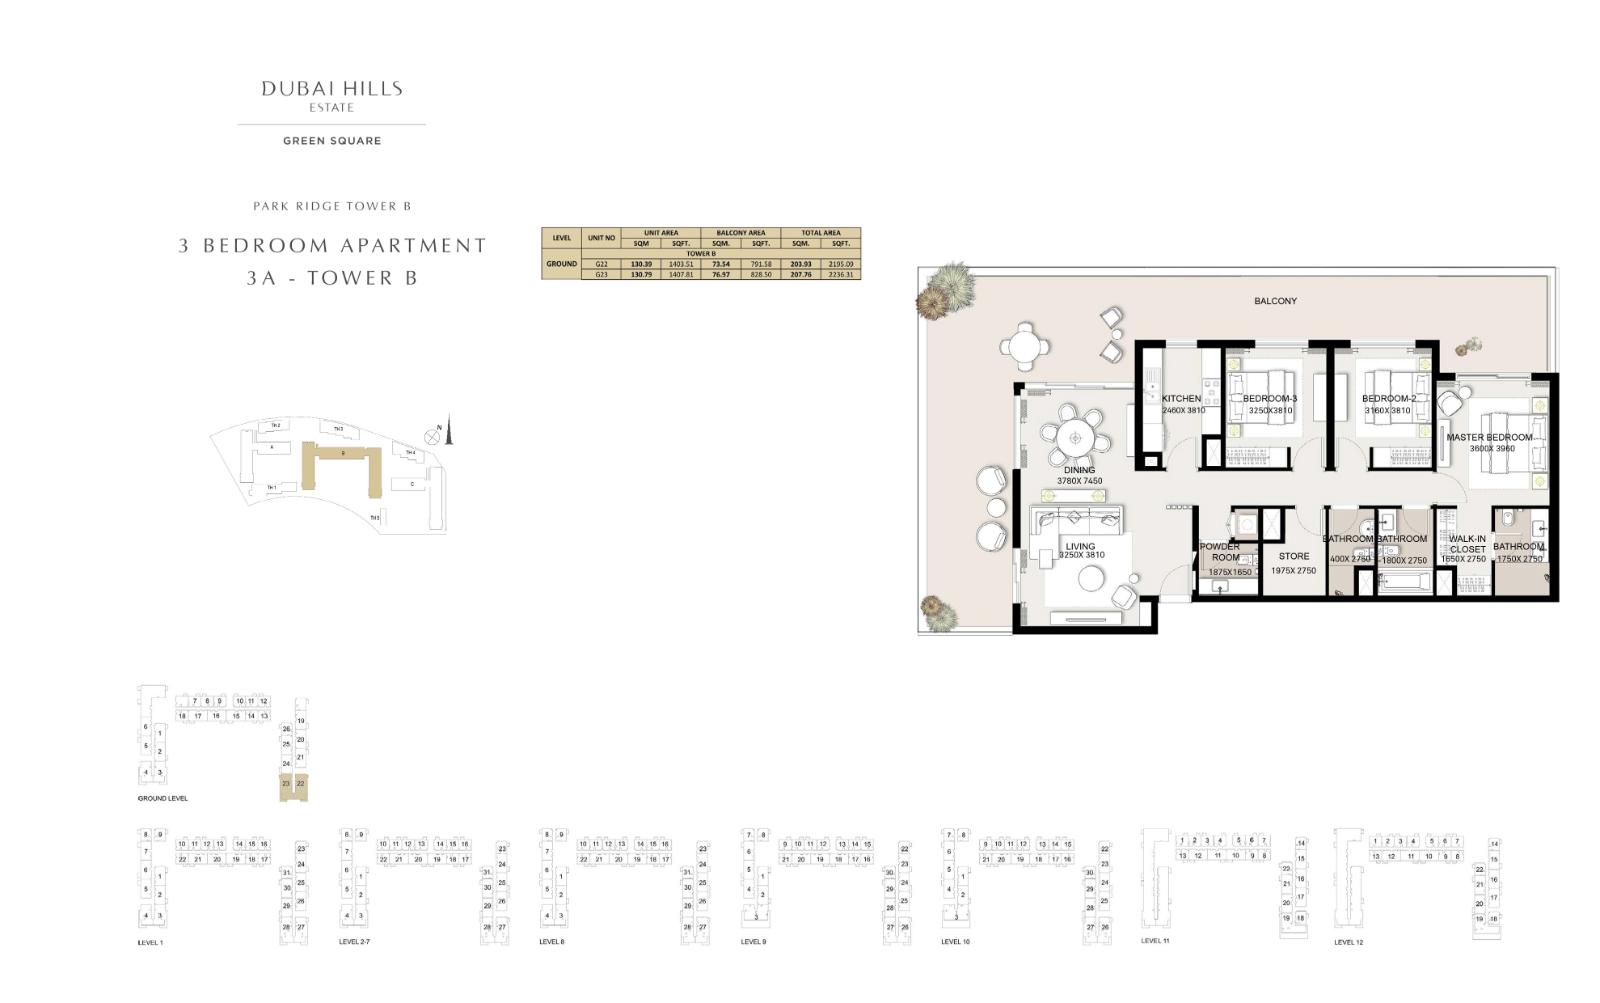 DUBAI HILLS
ESTATE
GREEN SQUARE
PARK RIDGE TOWER B
3 BEDROOM APARTMENT
3A - TOWER B
LEVEL UNIT NO UNIT AREA BALCONY AREA TOTAL AREA
SQM SQFT. SQM. SQFT. SQM. SQFT.
TOWER B
GROUND G22 130.39 1403.51 73.54 791.58 203.93 2195.09
G23 130.79 1407.81 76.97 828.50 207.76 2236.31
BALCONY
KITCHEN
2460X 3810
BEDROOM-3
3250X3810
BEDROOM-2
3160X 3810
MASTER BEDROOM
3600X 3960
DINING
3780X 7450
LIVING
3250X 3810
POWDER
ROOM
1875X1650
STORE
1975X 2750
BATHROOM
400X 2750
BATHROOM
1800X 2750
WALK-IN
CLOSET
1650X 2750
BATHROOM
1750X 2750
TH 2
TH 3
N
A
B
TH 4
TH 1
C
TH 5
7 8 9 10 11 12
18 17 16 15 14 13
6 1
5 2
4 3
19
26
25 20
24 21
23 22
GROUND LEVEL
8 9
7
6 1
5 2
4 3
10 11 12 13 14 15 16
22 21 20 19 18 17
23
24
31
30 25
29 26
28 27
LEVEL 1
6 9
7
6 1
5 2
4 3
10 11 12 13 14 15 16
22 21 20 19 18 17
23
24
31
30 25
29 26
28 27
LEVEL 2-7
8 9
7
6 1
5 2
4 3
10 11 12 13 14 15 16
22 21 20 19 18 17
23
24
31
30 25
29 26
28 27
LEVEL 8
7 8
6
5 1
4 2
3
9 10 11 12 13 14 15
21 20 19 18 17 16
22
23
30
29 24
28 25
27 26
LEVEL 9
7 8
6
5 1
4 2
3
9 10 11 12 13 14 15
21 20 19 18 17 16
22
23
30
29 24
28 25
27 26
LEVEL 10
1 2 3 4 5 6 7
13 12 11 10 9 8
14
15
22
21 16
20 17
19 18
LEVEL 11
1 2 3 4 5 6 7
13 12 11 10 9 8
14
15
22
21 16
20 17
19 18
LEVEL 12